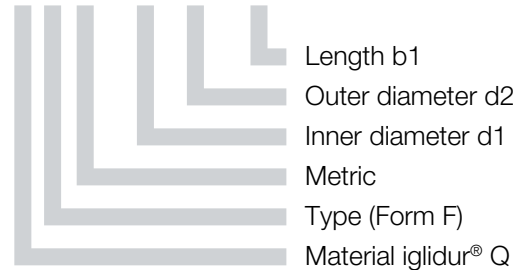 Length b1
Outer diameter d2
Inner diameter d1
Metric
Type (Form F)
Material iglidur® Q